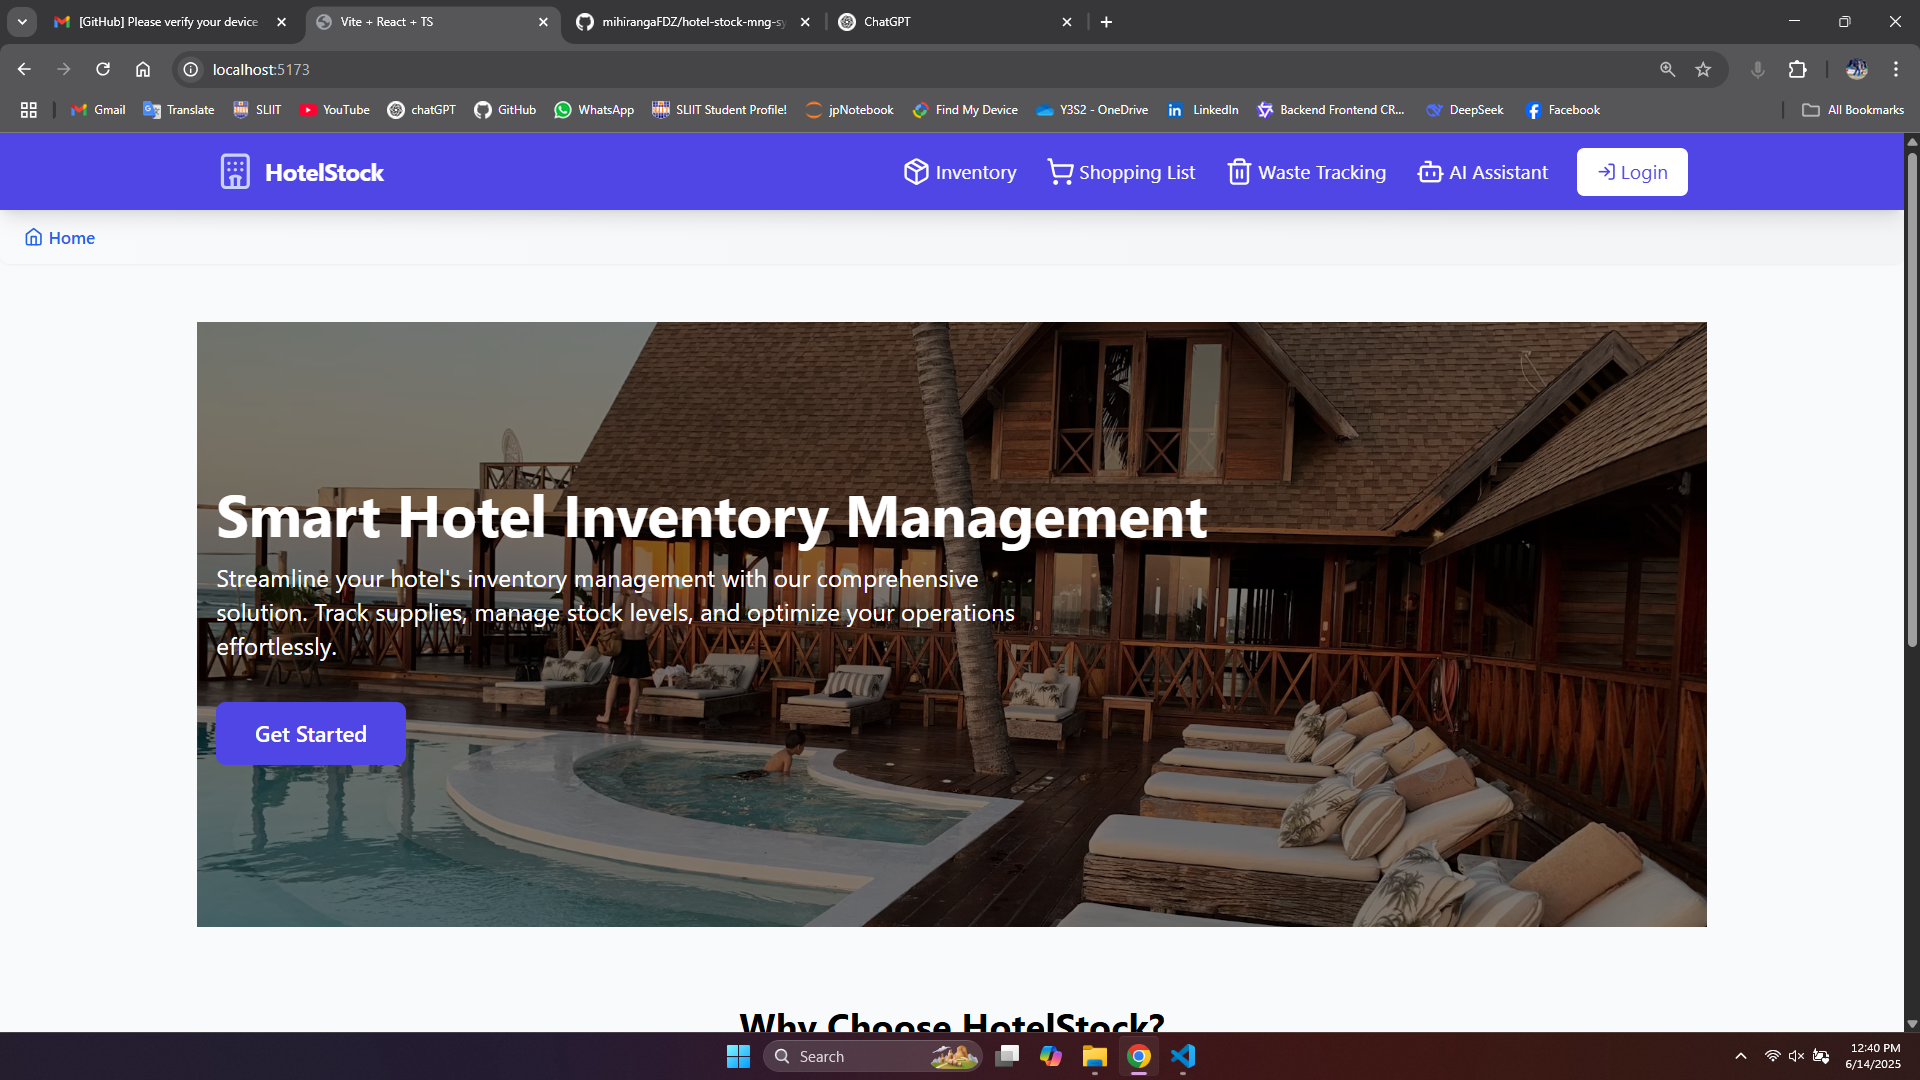 [GitHub] Please verify your device
Vite + React + TS
mihirangaFDZ/hotel-stock-mng-sy
ChatGPT
localhost:5173
Gmail
Translate
SLIIT
YouTube
chatGPT
GitHub
WhatsApp
SLIIT Student Profile!
jpNotebook
Find My Device
Y3S2 - OneDrive
LinkedIn
Backend Frontend CR...
DeepSeek
Facebook
All Bookmarks
HotelStock
Inventory
Shopping List
Waste Tracking
AI Assistant
Login
Home
Smart Hotel Inventory Management
Streamline your hotel's inventory management with our comprehensive
solution. Track supplies, manage stock levels, and optimize your operations
effortlessly.
Get Started
Why Choose HotelStock?
Search
12:40 PM
6/14/2025